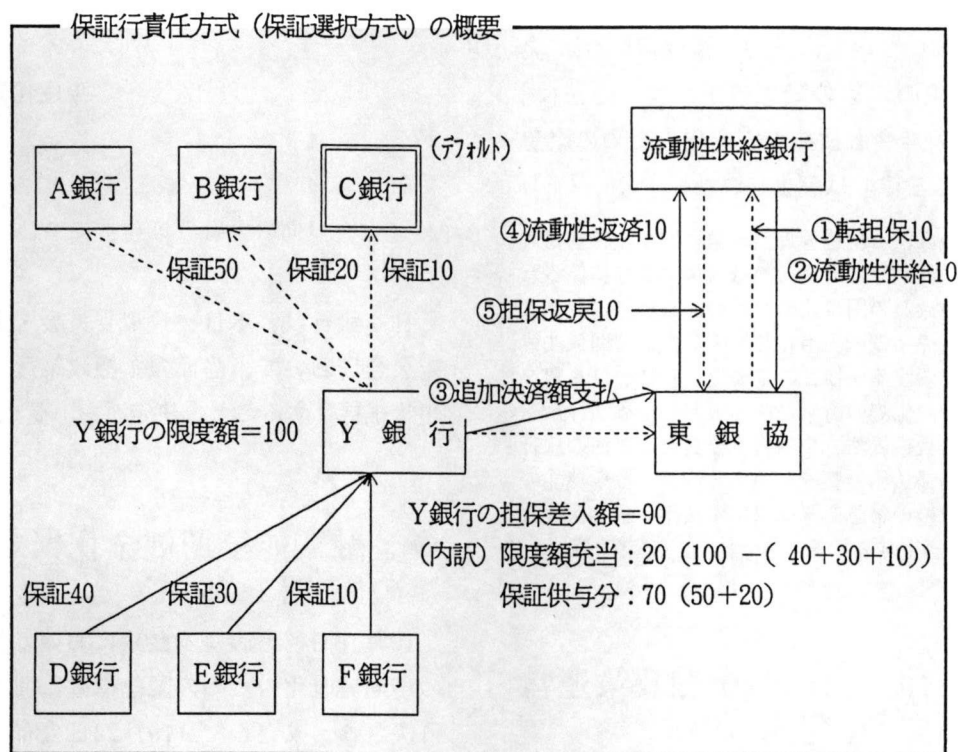 保証行責任方式（保証選択方式）の概要
(デフォルト)
流動性供給銀行
A銀行
B銀行
C銀行
④流動性返済10
①転担保10
②流動性供給10
保証50
保証20
保証10
⑤担保返戻10
③追加決済額支払
Y銀行の限度額＝100
Y 銀 行
東 銀 協
Y銀行の担保差入額＝90
（内訳）限度額充当：20（100 －( 40＋30＋10)）
保証供与分：70（50＋20）
保証40
保証30
保証10
D銀行
E銀行
F銀行